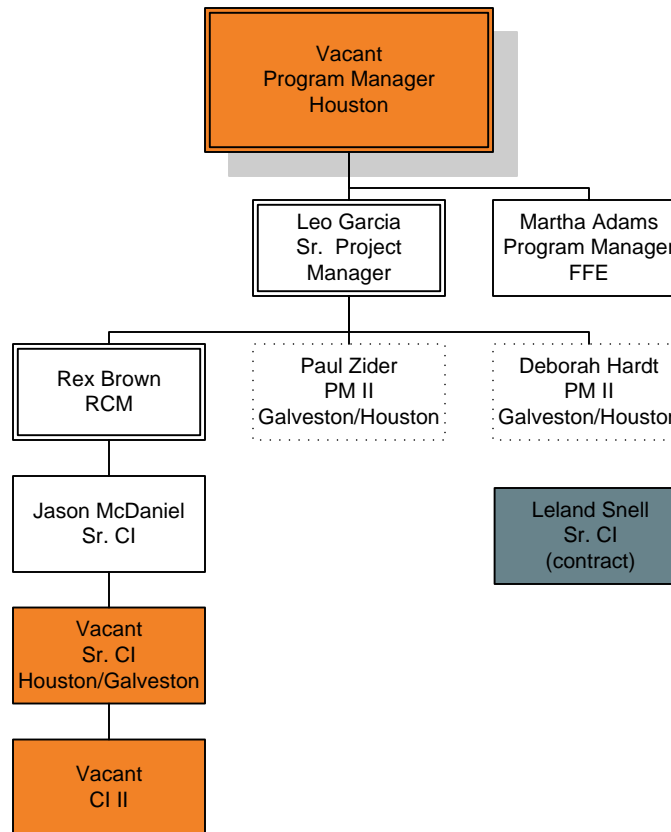 Vacant
Program Manager
Houston
Leo Garcia
Sr. Project
Manager
Martha Adams
Program Manager
FFE
Rex Brown
RCM
Paul Zider
PM II
Galveston/Houston
Deborah Hardt
PM II
Galveston/Houston
Jason McDaniel
Sr. CI
Leland Snell
Sr. CI
(contract)
Vacant
Sr. CI
Houston/Galveston
Vacant
CI II